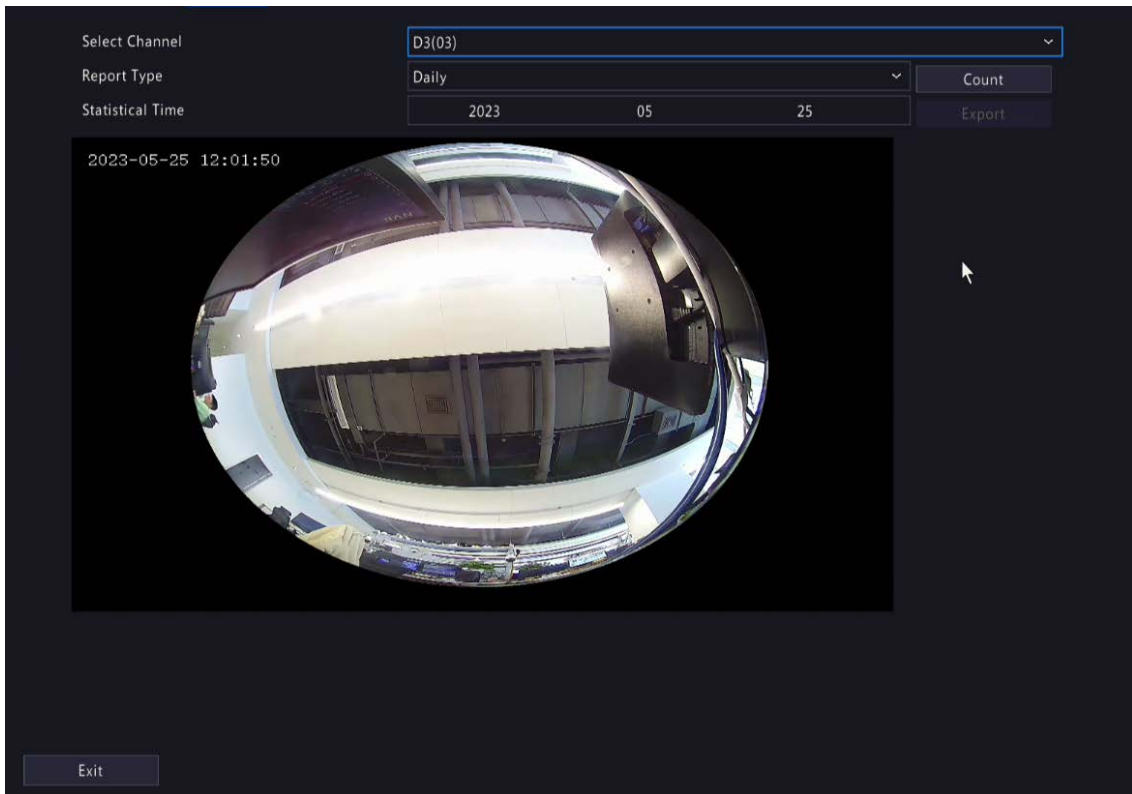 Select Channel D3(03)
Report Type Daily Count
Statistical Time 2023 05 25 Export
2023-05-25 12:01:50
Exit